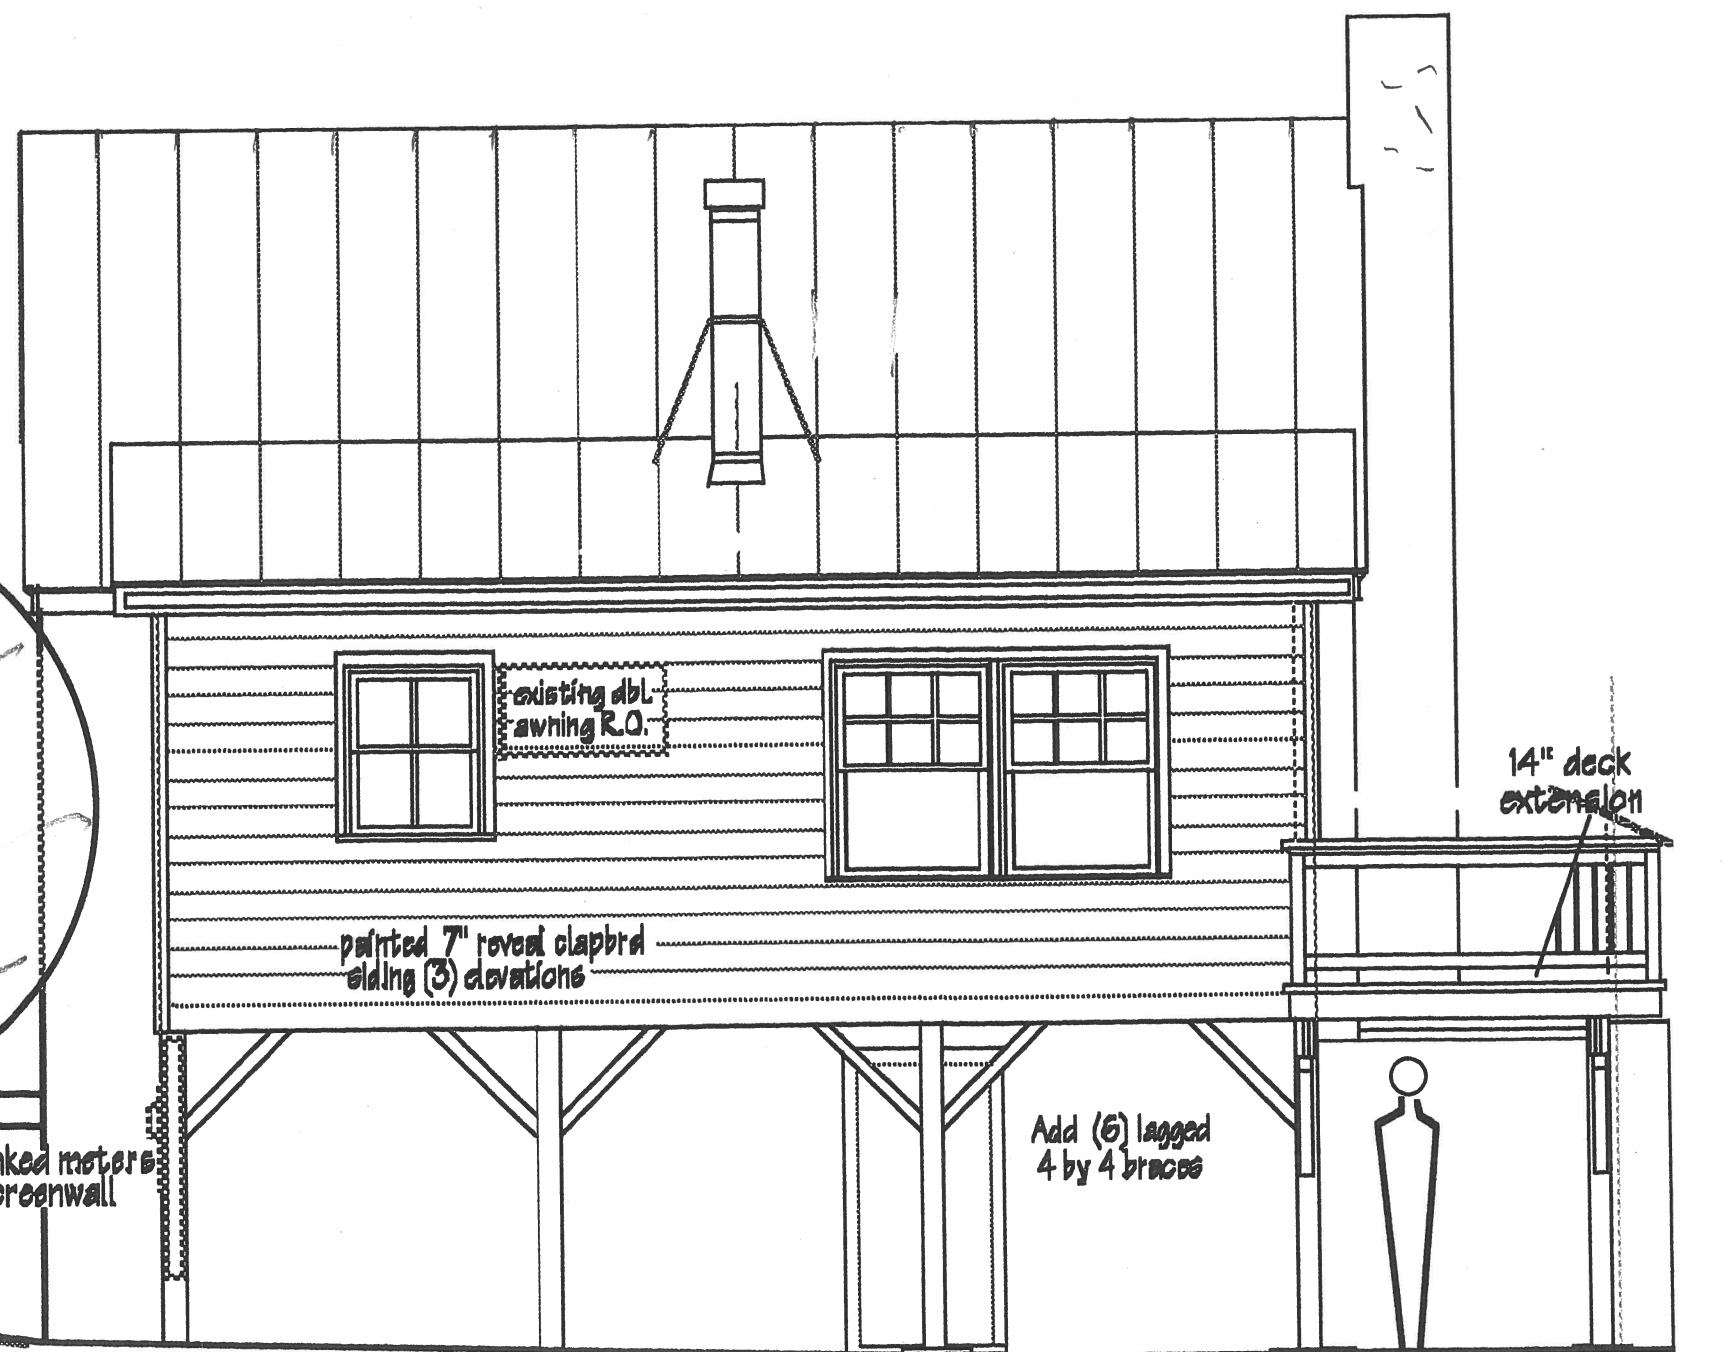 existing dbl.
awning R.O.
14" deck
extension
painted 7" reveal clapbrd
siding (3) elevations
Add (6) lagged
4 by 4 braces
nked meters
creenwall